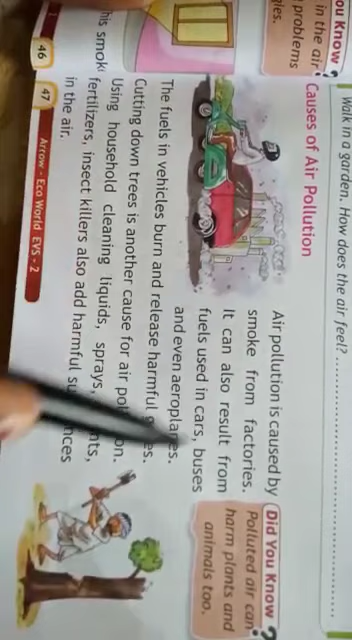 ou Know ?
in the air
problems
gles.
Walk in a garden. How does the air feel?
Causes of Air Pollution
Air pollution is caused by
smoke from factories.
It can also result from
fuels used in cars, buses
and even aeroplanes.
Did You Know ?
Polluted air can
harm plants and
animals too.
The fuels in vehicles burn and release harmful
Cutting down trees is another cause for air
Using household cleaning liquids, sprays,
fertilizers, insect killers also add harmful
in the air.
his smok
46
47
Arrow - Eco World EVS - 2